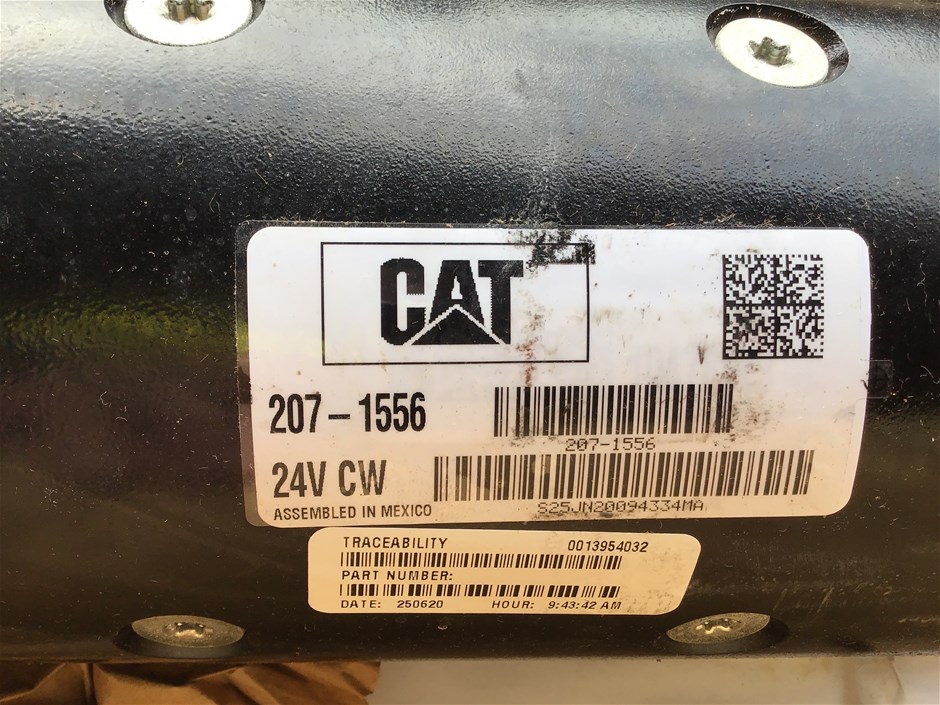 CAT
207-1556
207-1556
24V CW
S25JN20094334MA
ASSEMBLED IN MEXICO
TRACEABILITY 0013954032
PART NUMBER:
DATE: 250620 HOUR: 9:43:42 AM